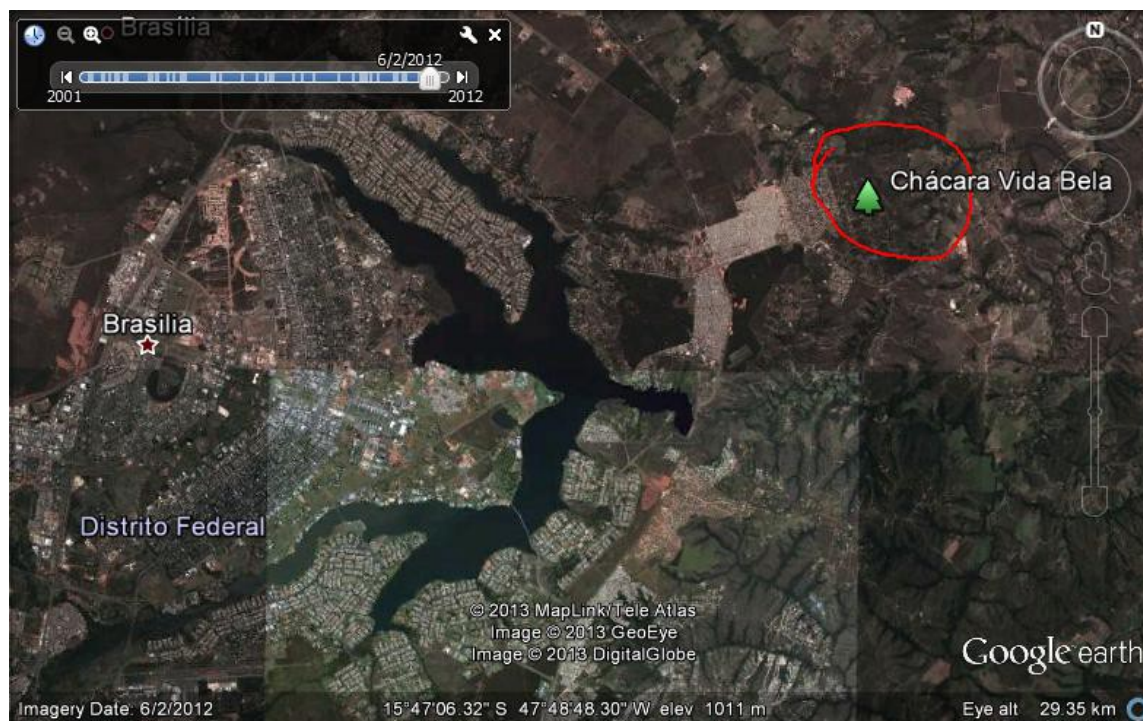 Brasília
6/2/2012
2001
2012
N
Chácara Vida Bela
Brasilia
Distrito Federal
© 2013 MapLink/Tele Atlas
Image © 2013 GeoEye
Image © 2013 DigitalGlobe
Google earth
Imagery Date: 6/2/2012
15°47'06.32" S 47°48'48.30" W elev 1011 m
Eye alt 29.35 km